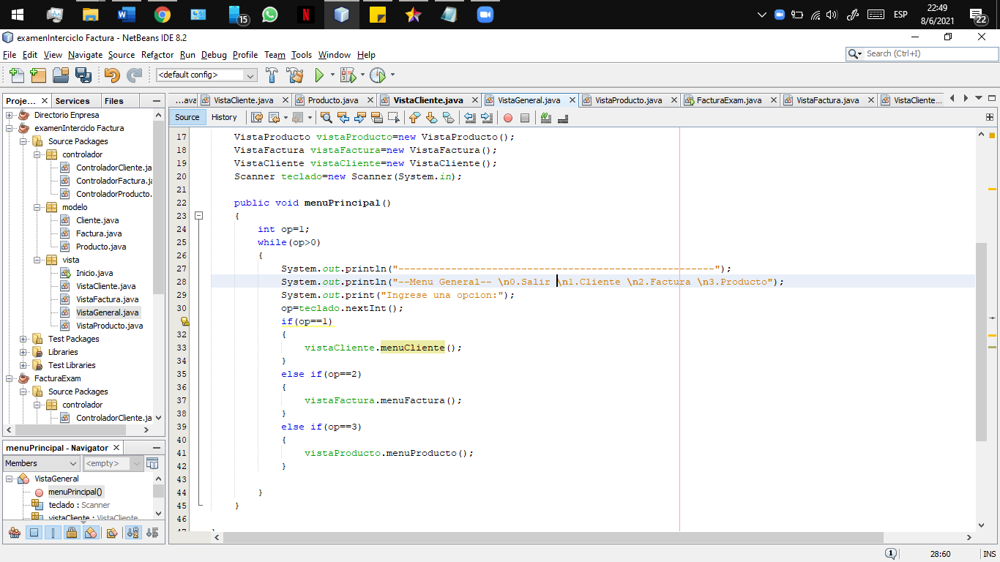 15
ESP
22:49
8/6/2021
22
examenInterciclo Factura - NetBeans IDE 8.2
File Edit View Navigate Source Refactor Run Debug Profile Team Tools Window Help
Search (Ctrl+I)
<default config>
Proje... Services Files
...ava VistaCliente.java Producto.java VistaCliente.java VistaGeneral.java VistaProducto.java FacturaExam.java VistaFactura.java VistaCliente...
Source History
Directorio Enpresa
examenInterciclo Factura
Source Packages
controlador
ControladorCliente.ja
ControladorFactura.ja
ControladorProducto.
modelo
Cliente.java
Factura.java
Producto.java
vista
Inicio.java
VistaCliente.java
VistaFactura.java
VistaGeneral.java
VistaProducto.java
Test Packages
Libraries
Test Libraries
FacturaExam
Source Packages
controlador
ControladorCliente.ja
menuPrincipal - Navigator
Members <empty>
VistaGeneral
menuPrincipal()
teclado : Scanner
vistaCliente : VistaCliente
17 VistaProducto vistaProducto=new VistaProducto();
18 VistaFactura vistaFactura=new VistaFactura();
19 VistaCliente vistaCliente=new VistaCliente();
20 Scanner teclado=new Scanner(System.in);
21
22 public void menuPrincipal()
23 {
24 int op=1;
25 while(op>0)
26 {
27 System.out.println("------------------------------------------------------");
28 System.out.println("--Menu General-- \n0.Salir \n1.Cliente \n2.Factura \n3.Producto");
29 System.out.print("Ingrese una opcion:");
30 op=teclado.nextInt();
if(op==1)
32 {
33 vistaCliente.menuCliente();
34 }
35 else if(op==2)
36 {
37 vistaFactura.menuFactura();
38 }
39 else if(op==3)
40 {
41 vistaProducto.menuProducto();
42 }
43
44 }
45 }
46
47 }
1
28:60
INS